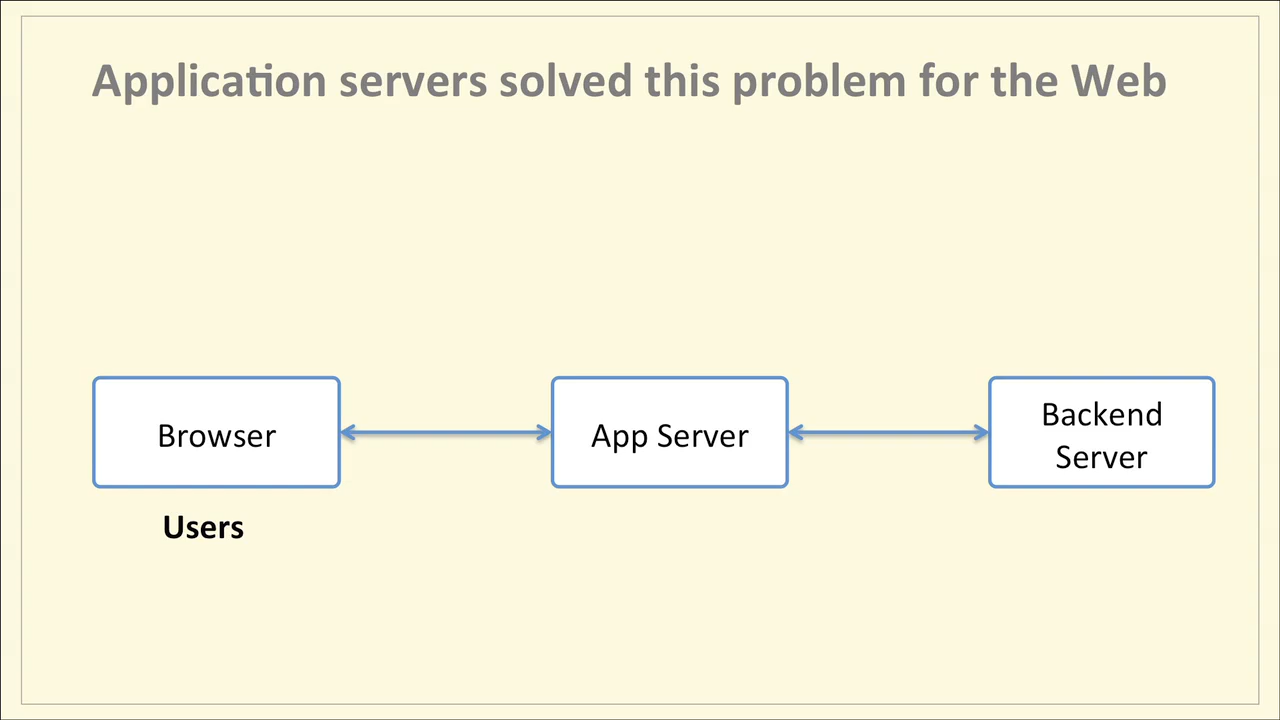 Application servers solved this problem for the Web
Browser
App Server
Backend
Server
Users